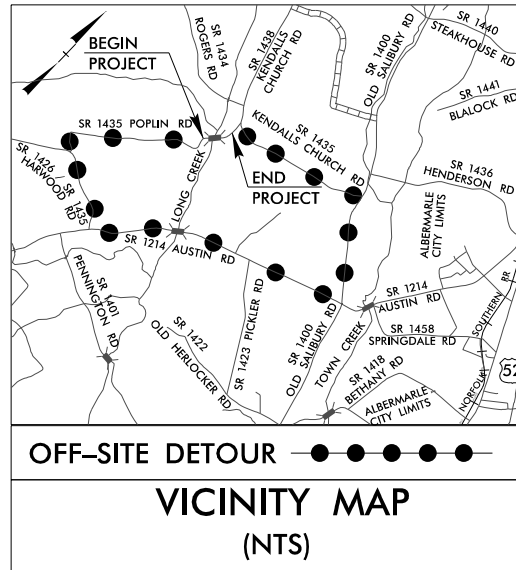 BEGIN
PROJECT
SR 1434
ROGERS RD
SR 1438
KENDALLS
CHURCH RD
SR 1400
OLD SALIBURY RD
SR 1440
STEAKHOUSE RD
SR 1441
BLALOCK RD
SR 1435 POPLIN RD
SR 1435
KENDALLS CHURCH RD
SR 1426
HARWOOD RD
SR 1435
LONG CREEK
END
PROJECT
SR 1436
HENDERSON RD
ALBERMARLE
CITY LIMITS
SR 1214 AUSTIN RD
SR 1401
PENNINGTON RD
SR 1422
OLD HERLOCKER RD
SR 1423 PICKLER RD
SR 1400
OLD SALIBURY RD
TOWN CREEK
SR 1214
AUSTIN RD
SR 1458
SPRINGDALE RD
SR 1418
BETHANY RD
ALBERMARLE
CITY LIMITS
NORFOLK SOUTHERN RR
52
OFF-SITE DETOUR
VICINITY MAP
(NTS)